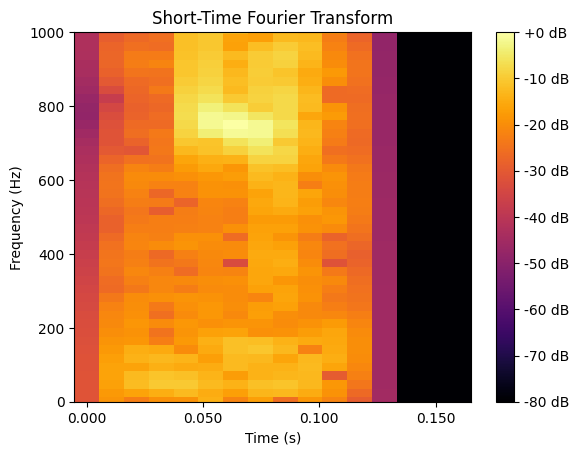 Short-Time Fourier Transform
1000
800
600
400
200
0
Frequency (Hz)
0.000
0.050
0.100
0.150
Time (s)
+0 dB
-10 dB
-20 dB
-30 dB
-40 dB
-50 dB
-60 dB
-70 dB
-80 dB